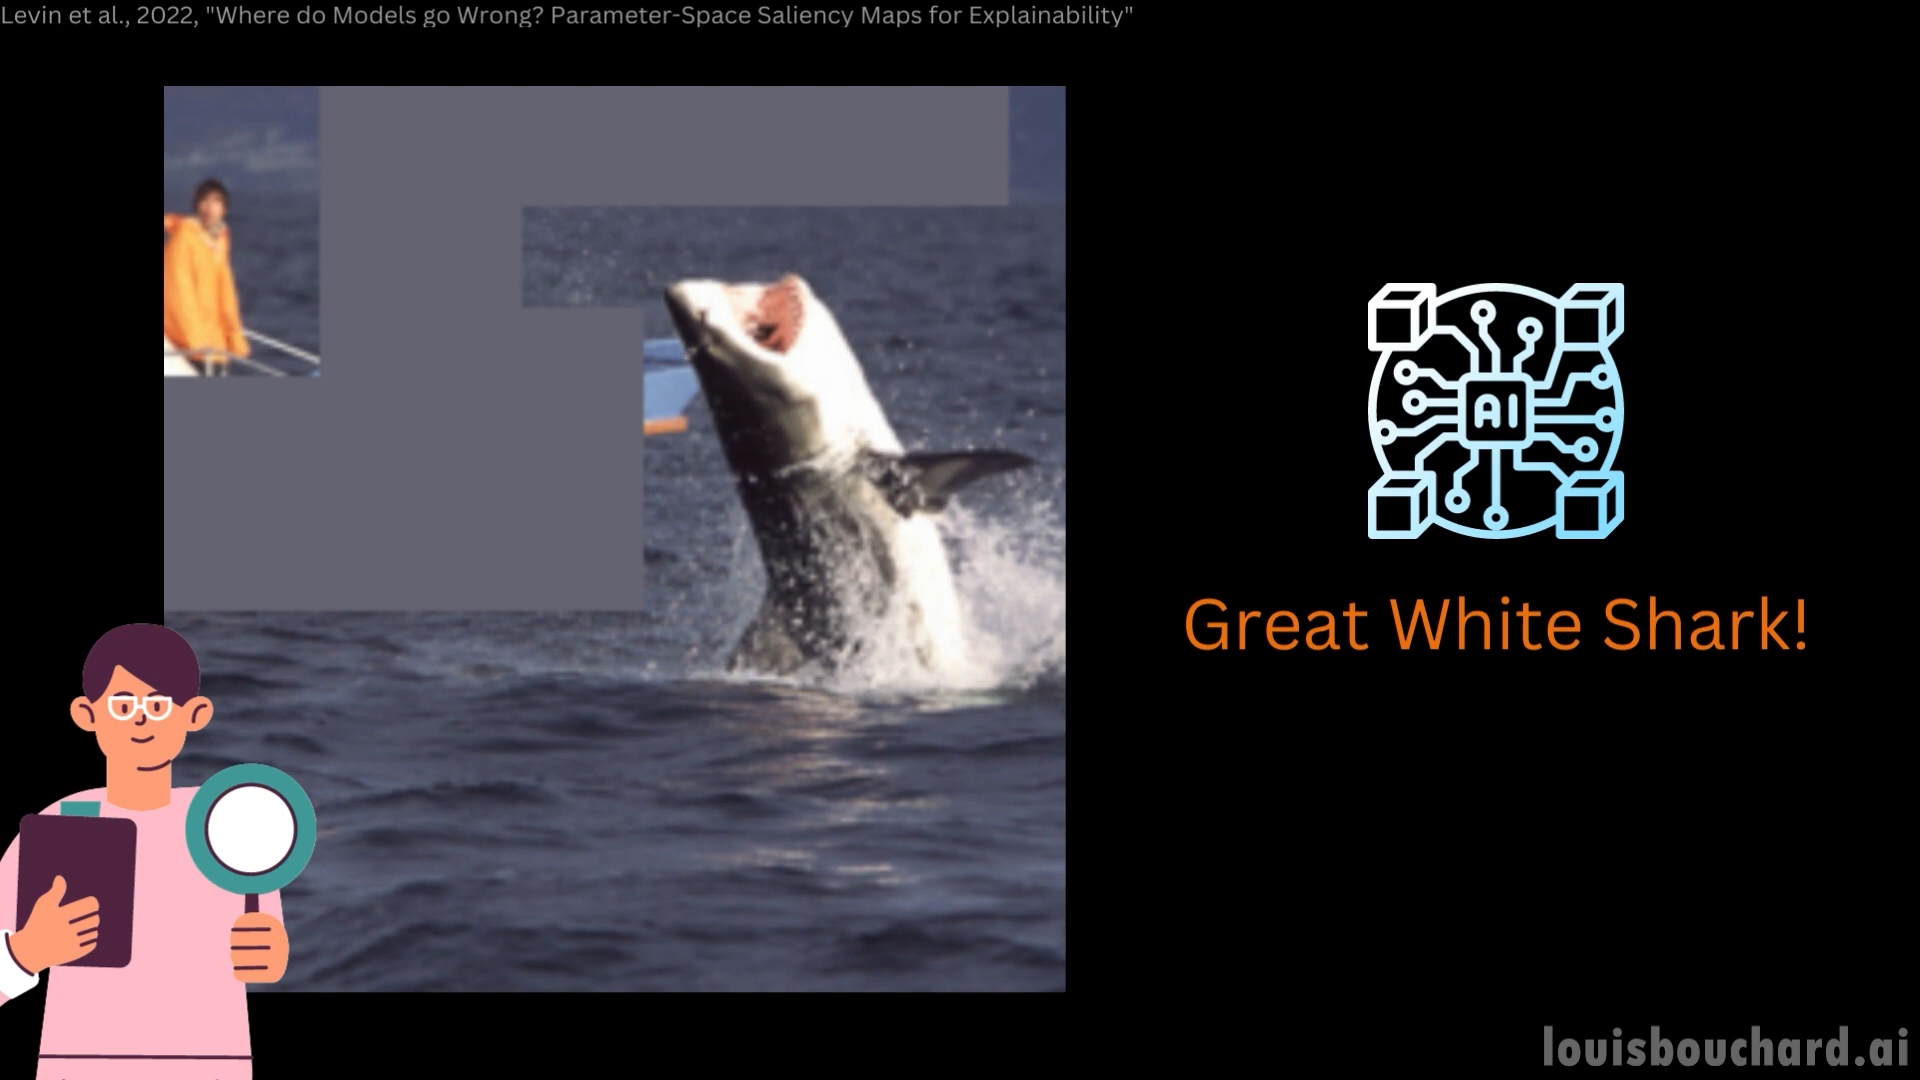 Levin et al., 2022, "Where do Models go Wrong? Parameter-Space Saliency Maps for Explainability"
AI
Great White Shark!
louisbouchard.ai